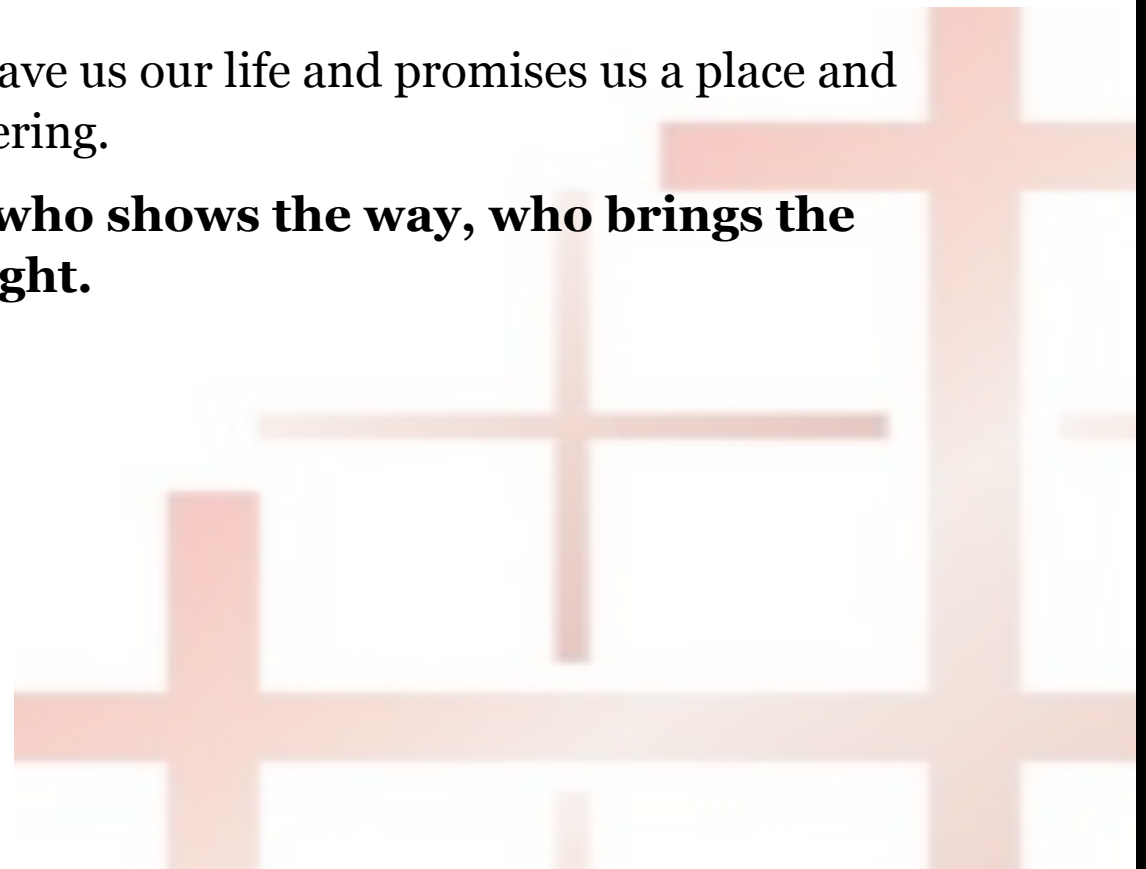 ave us our life and promises us a place and
ering.
who shows the way, who brings the
ght.